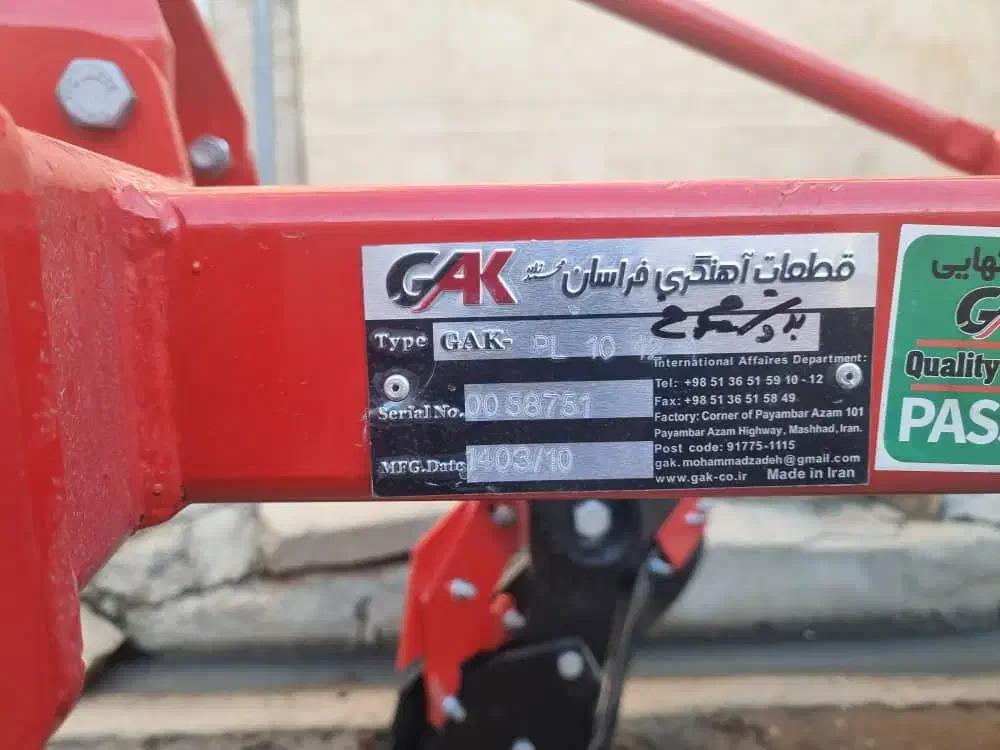 GAK قطعات آهنگری خراسان
Type GAK- PL 10 12
International Affaires Department:
Tel: +98 51 36 51 59 10 -12
Serial No. 0058751
Fax: +98 51 36 51 58 49
Factory: Corner of Payambar Azam 101
Payambar Azam Highway, Mashhad, Iran.
Post code: 91775-1115
MFG.Date 1403/10
gak.mohammadzadeh@gmail.com
www.gak-co.ir Made in Iran
Quality
PAS